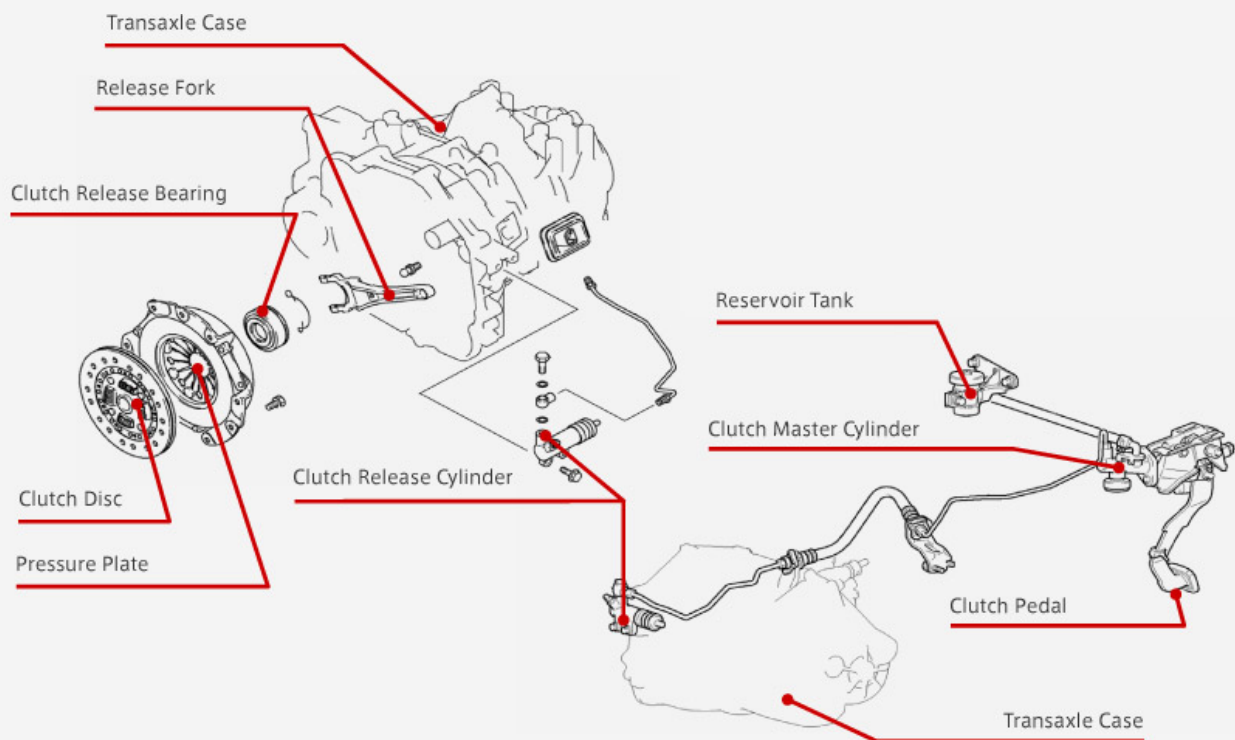 Transaxle Case
Release Fork
Clutch Release Bearing
Reservoir Tank
Clutch Master Cylinder
Clutch Release Cylinder
Clutch Disc
Pressure Plate
Clutch Pedal
Transaxle Case